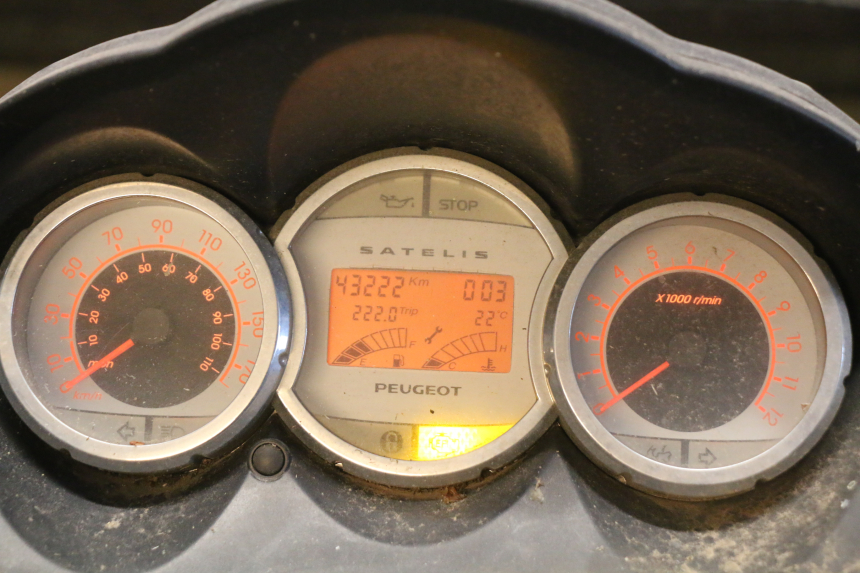 STOP
SATELIS
43222 Km 003
222.0 Trip 22°C
F H
E C
PEUGEOT
10 30 50 70 90 110 130 150 170
10 20 30 40 50 60 70 80 90 100 110
km/h
0 1 2 3 4 5 6 7 8 9 10 11 12
X1000 r/min